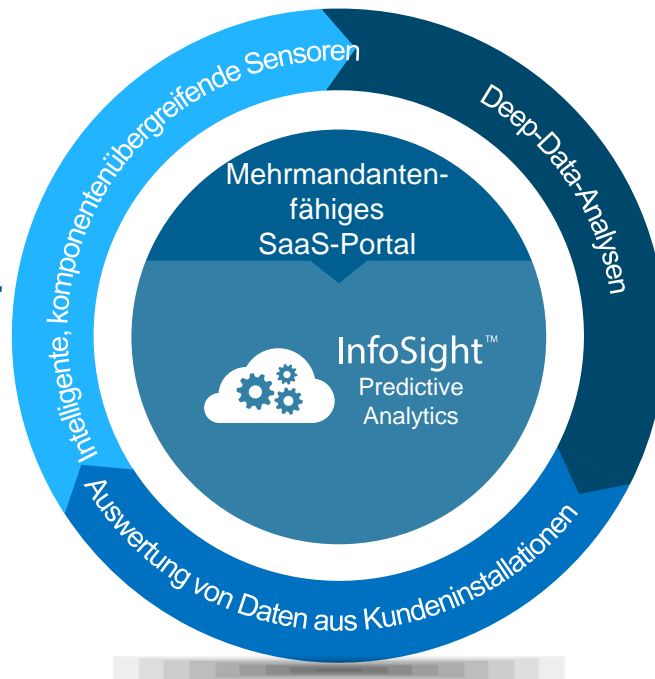 Intelligente, komponentenübergreifende Sensoren
Deep-Data-Analysen
Mehrmandanten-
fähiges
SaaS-Portal
InfoSight™
Predictive
Analytics
Auswertung von Daten aus Kundeninstallationen